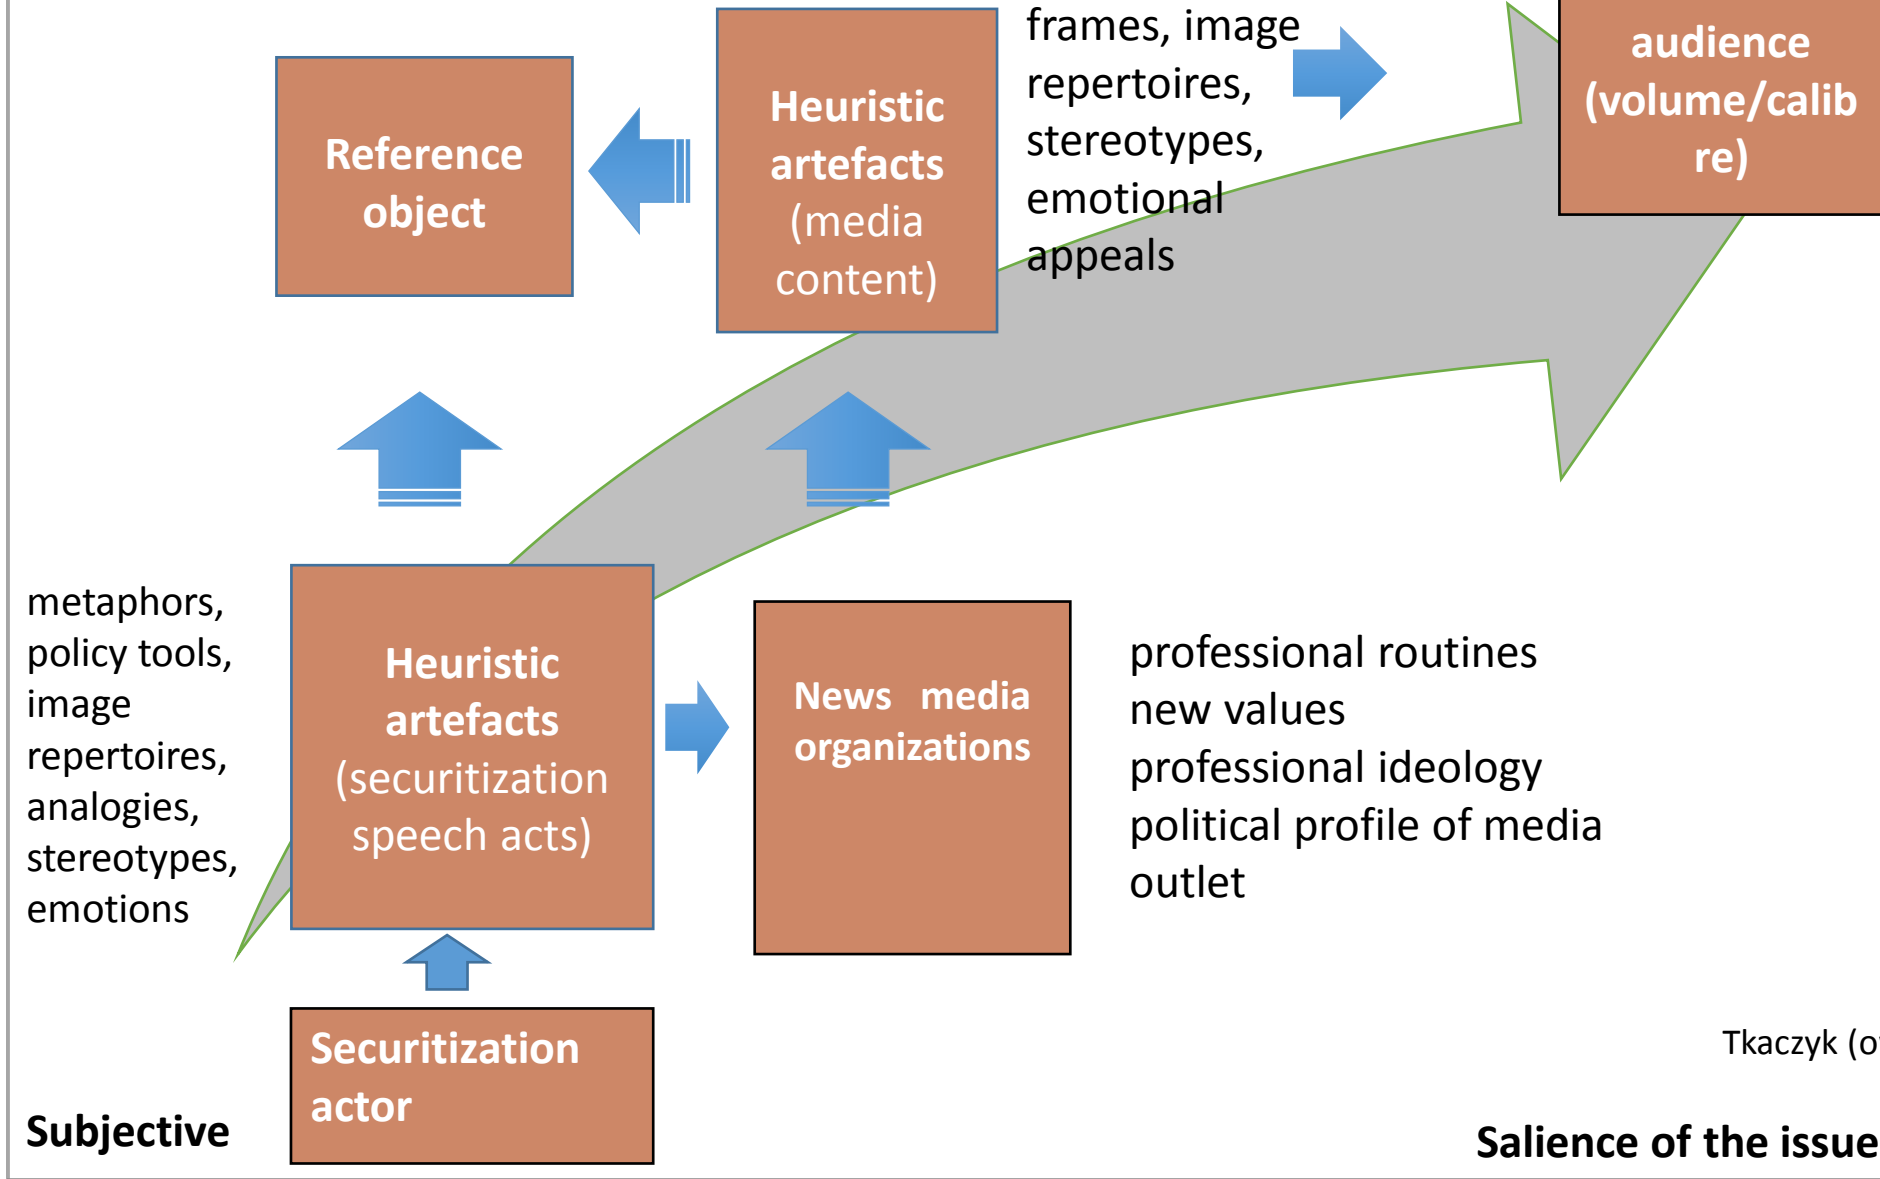 frames, image
repertoires,
stereotypes,
emotional
appeals
audience
(volume/calib
re)
Heuristic
artefacts
(media
content)
Reference
object
metaphors,
policy tools,
image
repertoires,
analogies,
stereotypes,
emotions
Heuristic
artefacts
(securitization
speech acts)
News media
organizations
professional routines
new values
professional ideology
political profile of media
outlet
Securitization
actor
Tkaczyk
Subjective
Salience of the issue